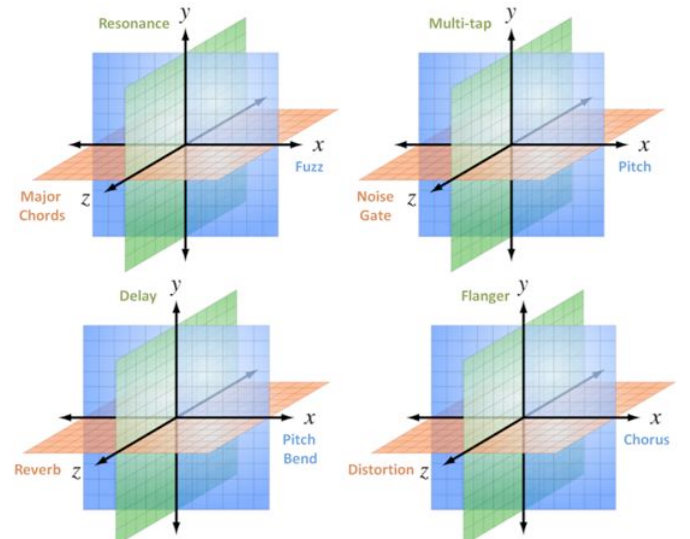 y
Resonance
x
Fuzz
Major
Chords
z
y
Multi-tap
x
Pitch
Noise
Gate
z
y
Delay
x
Pitch
Bend
Reverb
z
y
Flanger
x
Chorus
Distortion
z